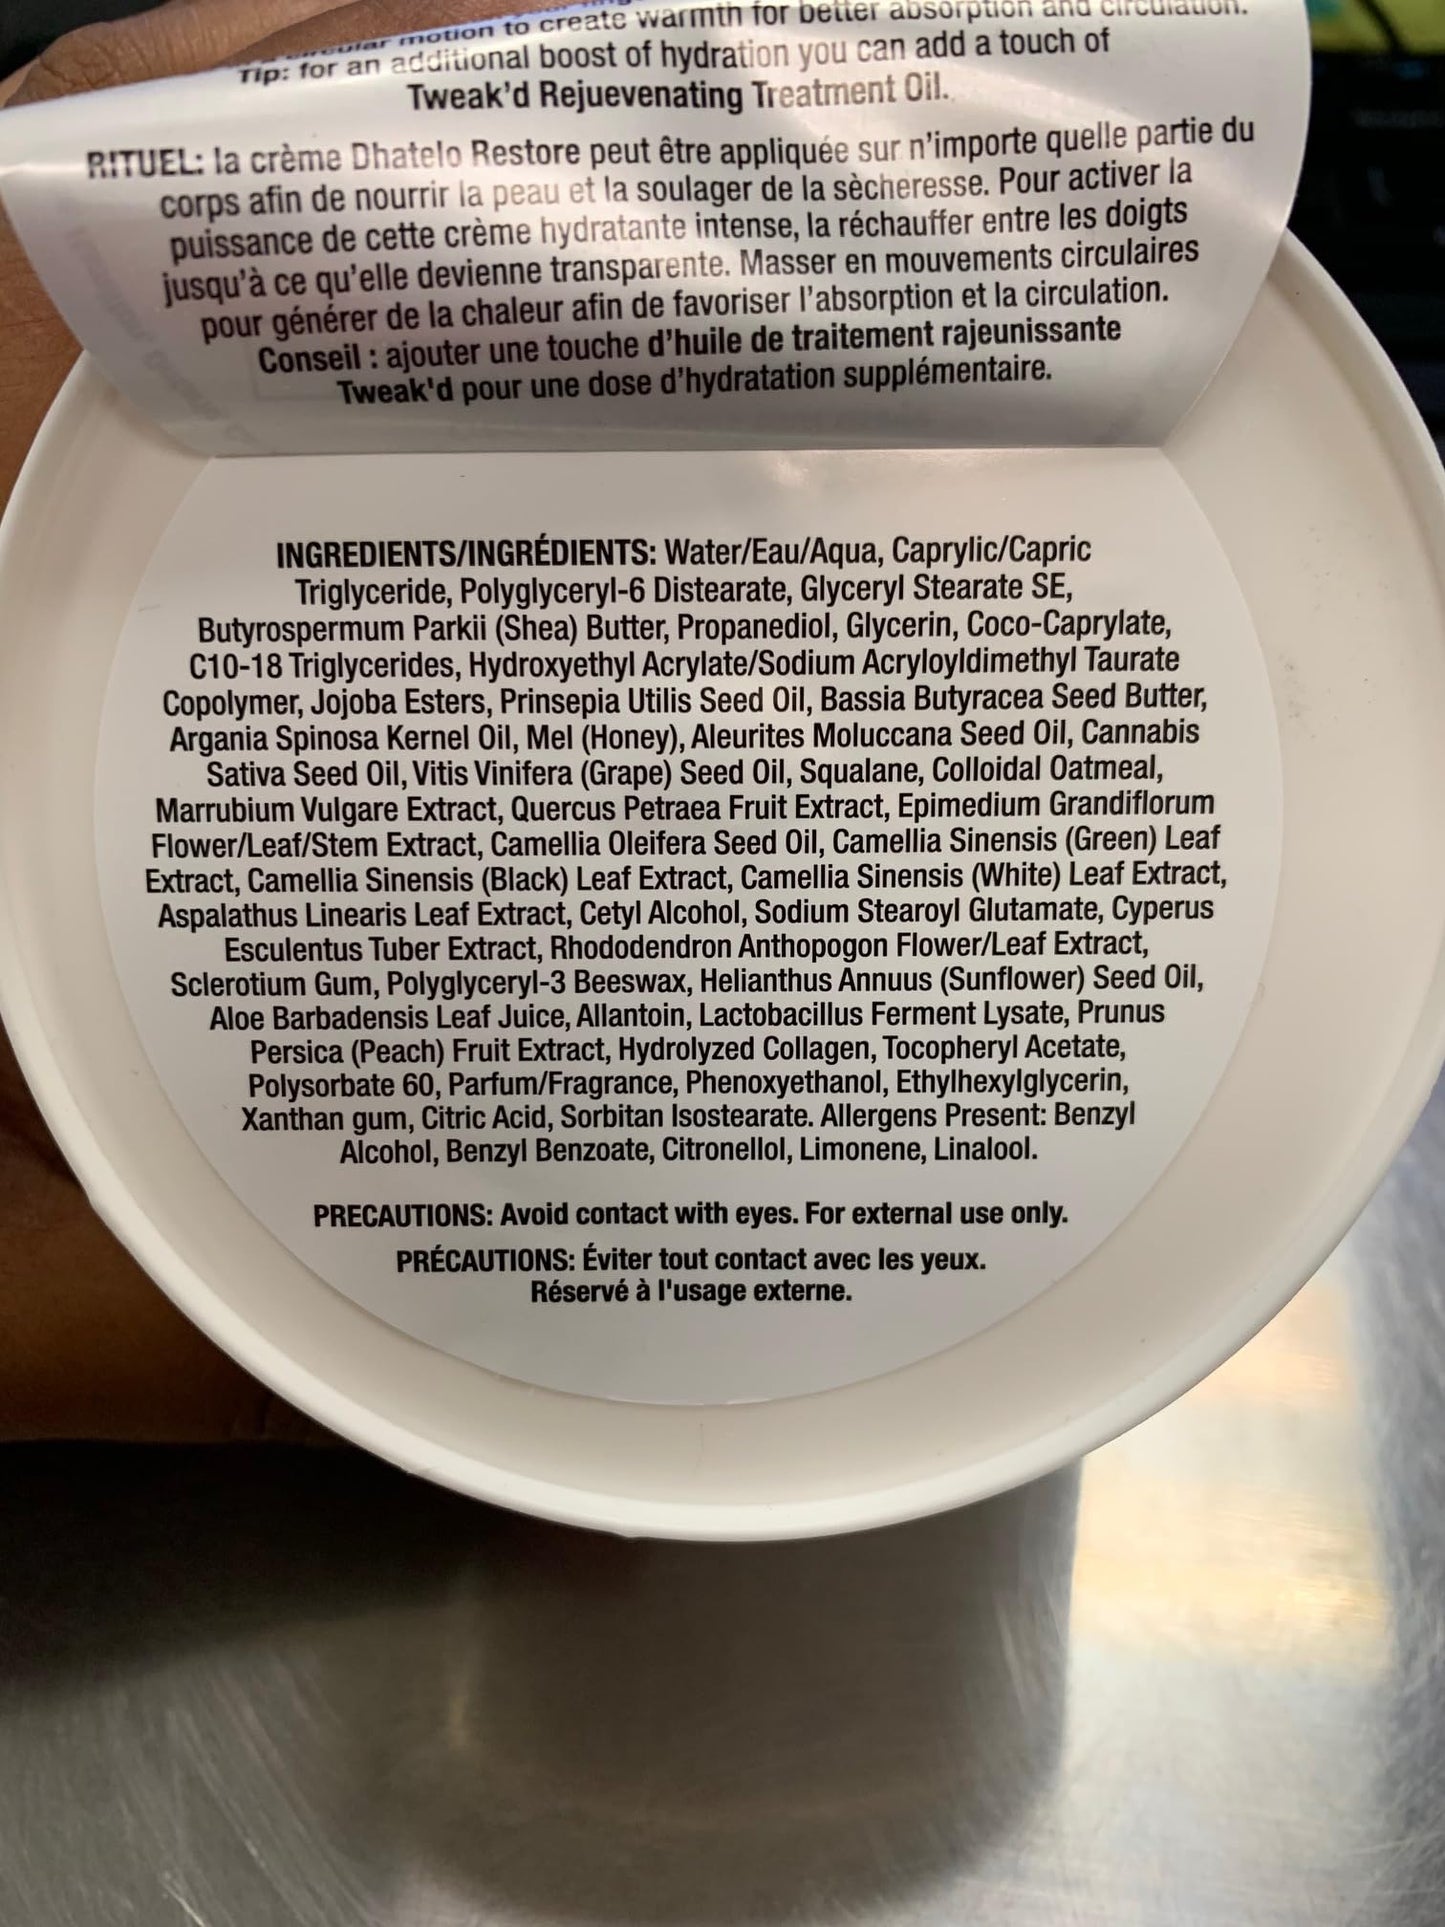 motion to create warmth for better absorption and circulation.
Tip: for an additional boost of hydration you can add a touch of
Tweak'd Rejuevenating Treatment Oil.
RITUEL: la crème Dhatelo Restore peut être appliquée sur n'importe quelle partie du
corps afin de nourrir la peau et la soulager de la sècheresse. Pour activer la
puissance de cette crème hydratante intense, la réchauffer entre les doigts
jusqu'à ce qu'elle devienne transparente. Masser en mouvements circulaires
pour générer de la chaleur afin de favoriser l'absorption et la circulation.
Conseil : ajouter une touche d'huile de traitement rajeunissante
Tweak'd pour une dose d'hydratation supplémentaire.
INGREDIENTS/INGRÉDIENTS: Water/Eau/Aqua, Caprylic/Capric
Triglyceride, Polyglyceryl-6 Distearate, Glyceryl Stearate SE,
Butyrospermum Parkii (Shea) Butter, Propanediol, Glycerin, Coco-Caprylate,
C10-18 Triglycerides, Hydroxyethyl Acrylate/Sodium Acryloyldimethyl Taurate
Copolymer, Jojoba Esters, Prinsepia Utilis Seed Oil, Bassia Butyracea Seed Butter,
Argania Spinosa Kernel Oil, Mel (Honey), Aleurites Moluccana Seed Oil, Cannabis
Sativa Seed Oil, Vitis Vinifera (Grape) Seed Oil, Squalane, Colloidal Oatmeal,
Marrubium Vulgare Extract, Quercus Petraea Fruit Extract, Epimedium Grandiflorum
Flower/Leaf/Stem Extract, Camellia Oleifera Seed Oil, Camellia Sinensis (Green) Leaf
Extract, Camellia Sinensis (Black) Leaf Extract, Camellia Sinensis (White) Leaf Extract,
Aspalathus Linearis Leaf Extract, Cetyl Alcohol, Sodium Stearoyl Glutamate, Cyperus
Esculentus Tuber Extract, Rhododendron Anthopogon Flower/Leaf Extract,
Sclerotium Gum, Polyglyceryl-3 Beeswax, Helianthus Annuus (Sunflower) Seed Oil,
Aloe Barbadensis Leaf Juice, Allantoin, Lactobacillus Ferment Lysate, Prunus
Persica (Peach) Fruit Extract, Hydrolyzed Collagen, Tocopheryl Acetate,
Polysorbate 60, Parfum/Fragrance, Phenoxyethanol, Ethylhexylglycerin,
Xanthan gum, Citric Acid, Sorbitan Isostearate. Allergens Present: Benzyl
Alcohol, Benzyl Benzoate, Citronellol, Limonene, Linalool.
PRECAUTIONS: Avoid contact with eyes. For external use only.
PRÉCAUTIONS: Éviter tout contact avec les yeux.
Réservé à l'usage externe.